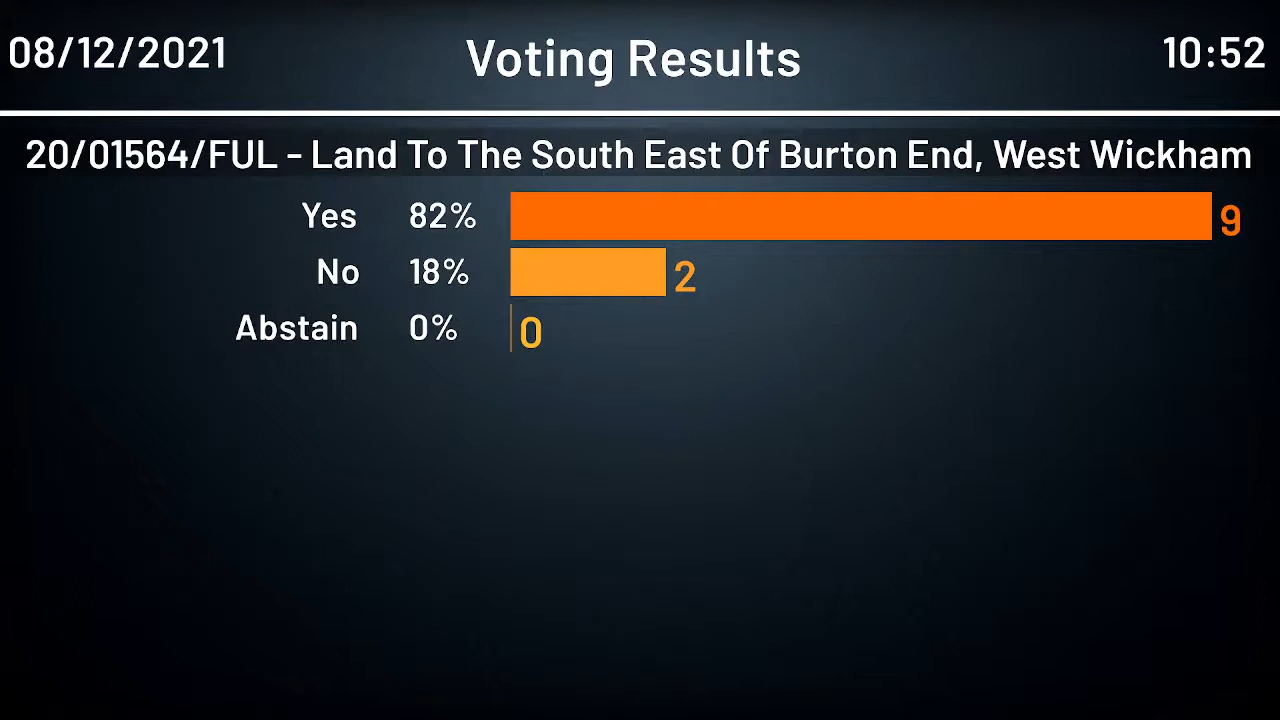 08/12/2021 Voting Results 10:52
20/01564/FUL - Land To The South East Of Burton End, West Wickham
Yes 82% 9
No 18% 2
Abstain 0% 0